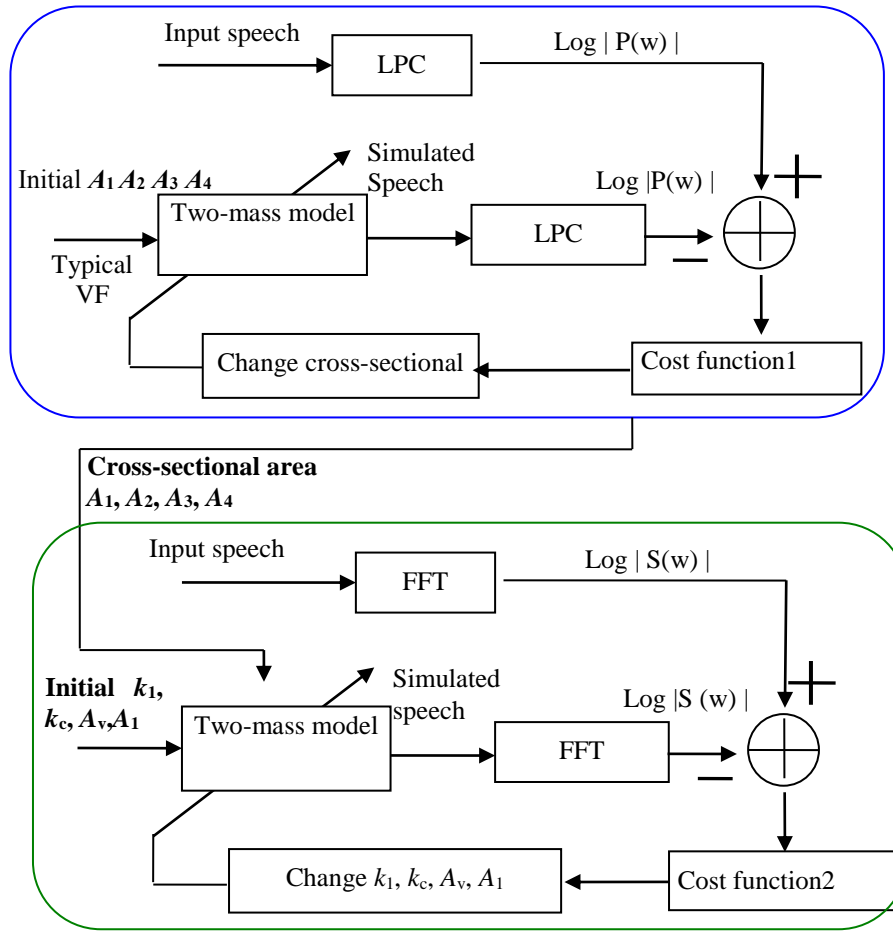 Input speech
LPC
Log | P(w) |
Simulated
Speech
Initial A1 A2 A3 A4
Log |P(w) |
+
Two-mass model
LPC
−
Typical
VF
Change cross-sectional
Cost function1
Cross-sectional area
A1, A2, A3, A4
Input speech
FFT
Log | S(w) |
Initial k1,
kc, Av,A1
Simulated
speech
Log |S (w) |
+
Two-mass model
FFT
−
Change k1, kc, Av, A1
Cost function2